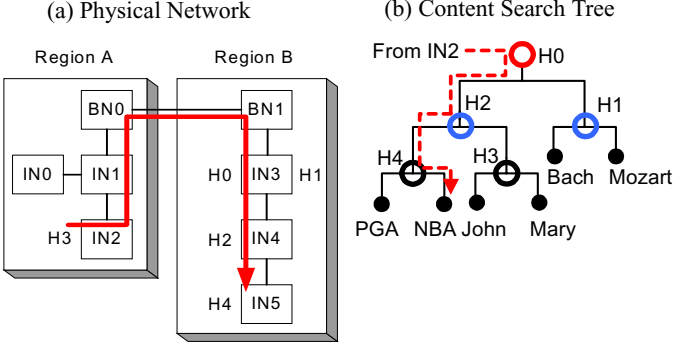 (a) Physical Network
(b) Content Search Tree
Region A
Region B
BN0
BN1
IN0
IN1
H0
IN3
H1
H3
IN2
H2
IN4
H4
IN5
From IN2
H0
H2
H1
H4
H3
Bach
Mozart
PGA
NBA
John
Mary